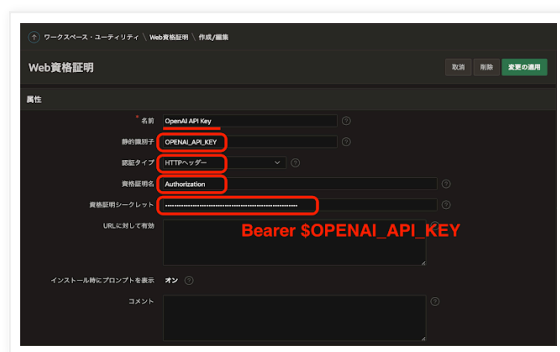 ワークスペース・ユーティリティ \ Web資格証明 \ 作成/編集
Web資格証明
取消 削除 変更の適用
属性
* 名前 OpenAI API Key
静的識別子 OPENAI_API_KEY
認証タイプ HTTPヘッダー
資格証明名 Authorization
資格証明シークレット ••••••••••••••••••••••••••••••••••••••••••••••••••••
URLに対して有効
Bearer $OPENAI_API_KEY
インストール時にプロンプトを表示 オン
コメント